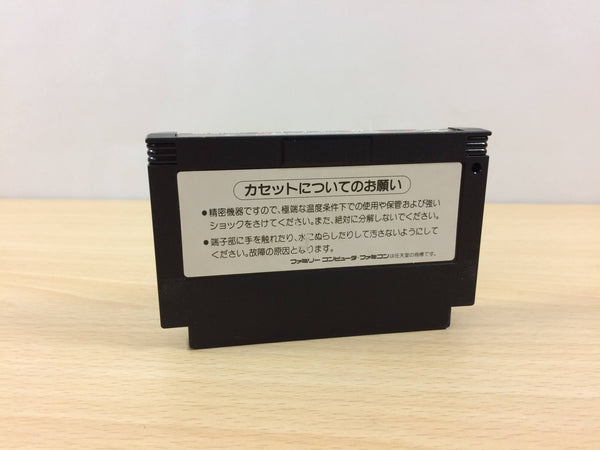 カセットについてのお願い
●精密機器ですので、極端な温度条件下での使用や保管および強い
ショックをさけてください。また、絶対に分解しないでください。
●端子部に手を触れたり、水にぬらしたりして汚さないようにして
ください。故障の原因となります。
ファミリー コンピュータ・ファミコンは任天堂の商標です。